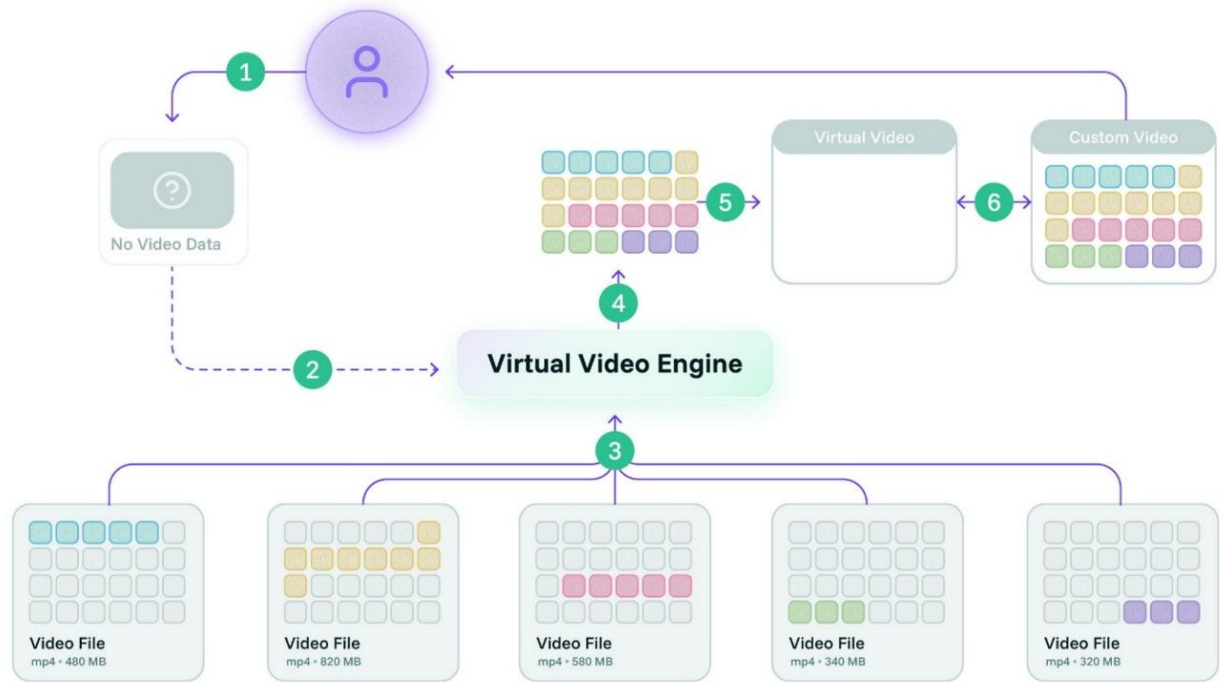 1
Virtual Video
Custom Video
5
6
?
No Video Data
4
2
Virtual Video Engine
3
Video File
mp4 • 480 MB
Video File
mp4 • 820 MB
Video File
mp4 • 580 MB
Video File
mp4 • 340 MB
Video File
mp4 • 320 MB